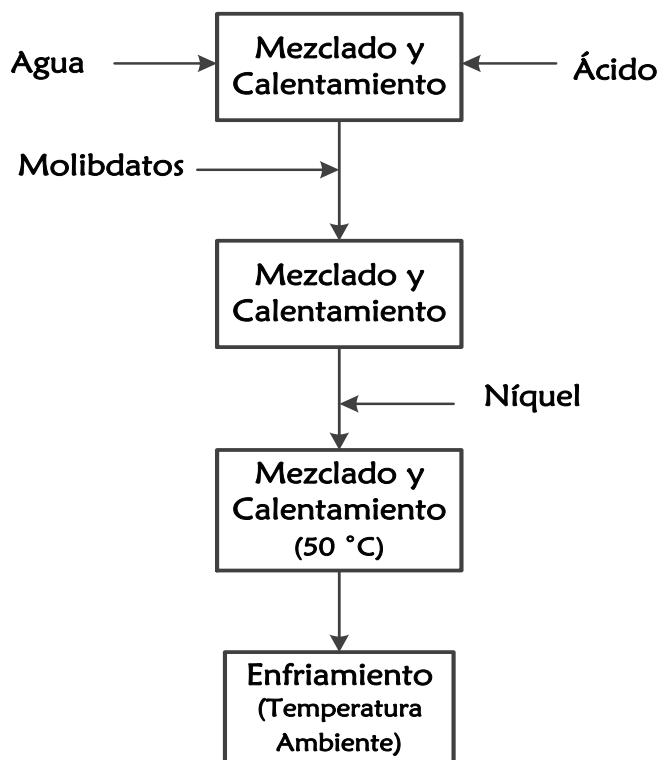 Agua
Mezclado y
Calentamiento
Ácido
Molibdatos
Mezclado y
Calentamiento
Níquel
Mezclado y
Calentamiento
(50 °C)
Enfriamiento
(Temperatura
Ambiente)